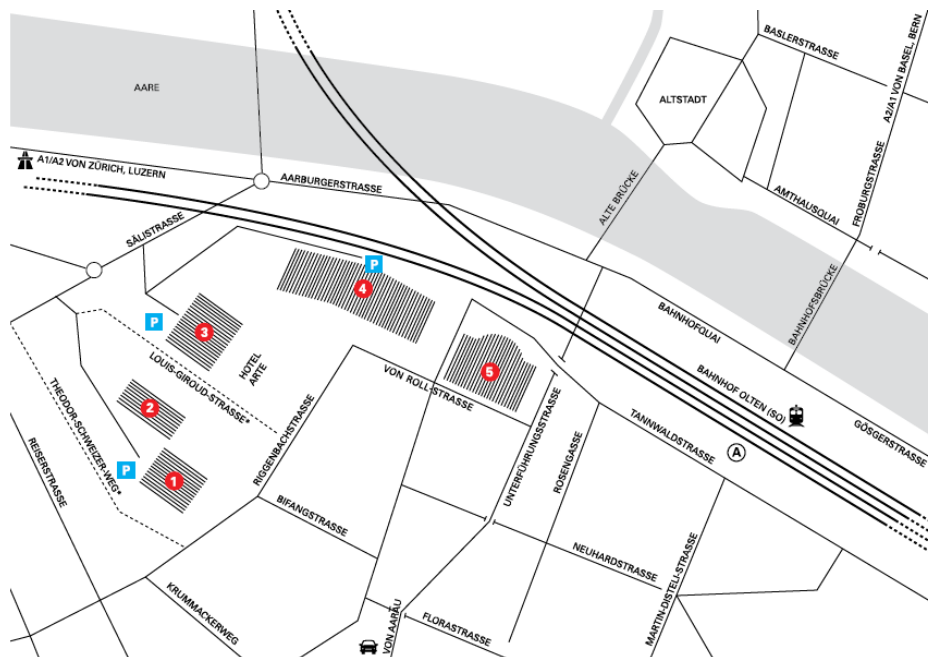 BASLERSTRASSE
A2/A1 VON BASEL, BERN
AARE
ALTSTADT
FROBURGSTRASSE
A1/A2 VON ZÜRICH, LUZERN
AARBURGERSTRASSE
ALTE BRÜCKE
AMTHAUSQUAI
SÄLISTRASSE
P
4
BAHNHOFQUAI
BAHNHOFSBRÜCKE
P
3
HOTEL
ARTE
LOUIS-GIROUD-STRASSE*
VON ROLL-STRASSE
5
BAHNHOF OLTEN (SO)
GÖSGERSTRASSE
THEODOR-SCHWEIZER-WEG*
2
RIGGENBACHSTRASSE
UNTERFÜHRUNGSSTRASSE
ROSENGASSE
TANNWALDSTRASSE
A
REISERSTRASSE
P
1
BIFANGSTRASSE
NEUHARDSTRASSE
MARTIN-DISTELI-STRASSE
KRUMMACKERWEG
VON AARAU
FLORASTRASSE